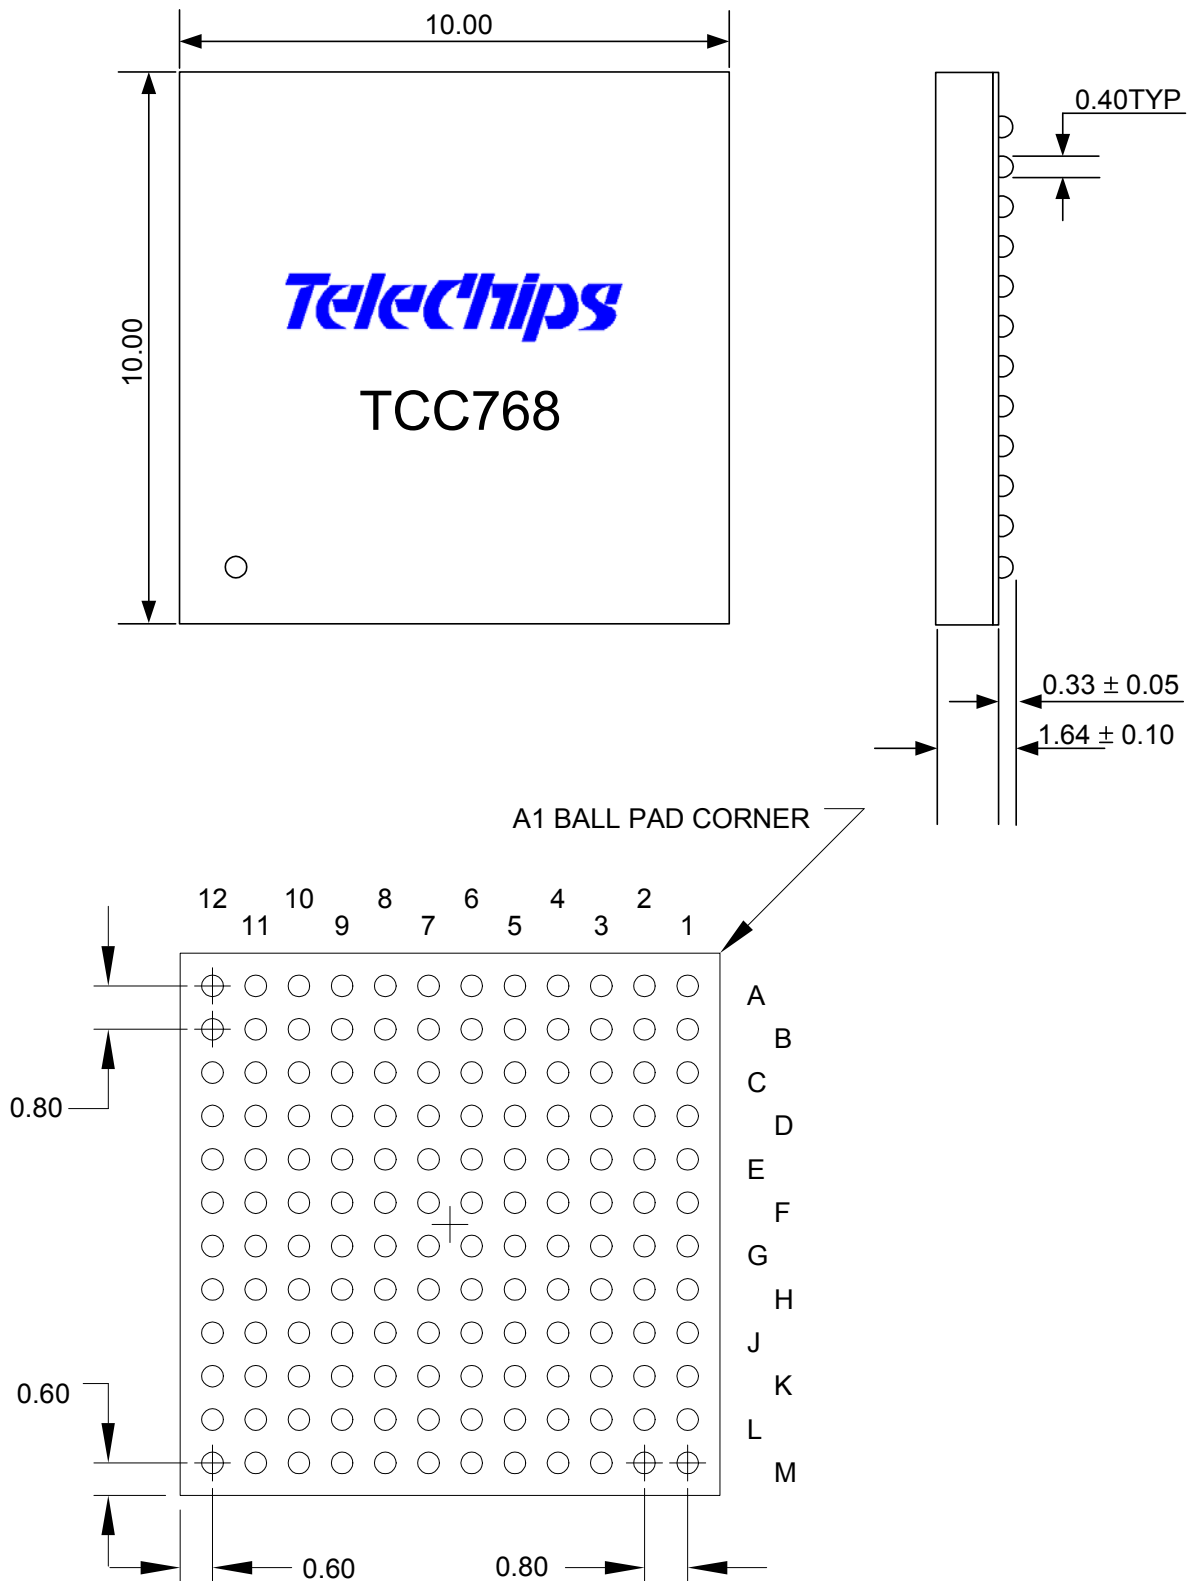 10.00
0.40TYP
10.00
TeleChips
TCC768
0.33 ± 0.05
1.64 ± 0.10
A1 BALL PAD CORNER
12 10 8 6 4 2
11 9 7 5 3 1
A
B
C
0.80
D
E
F
G
H
J
K
0.60
L
M
0.60
0.80